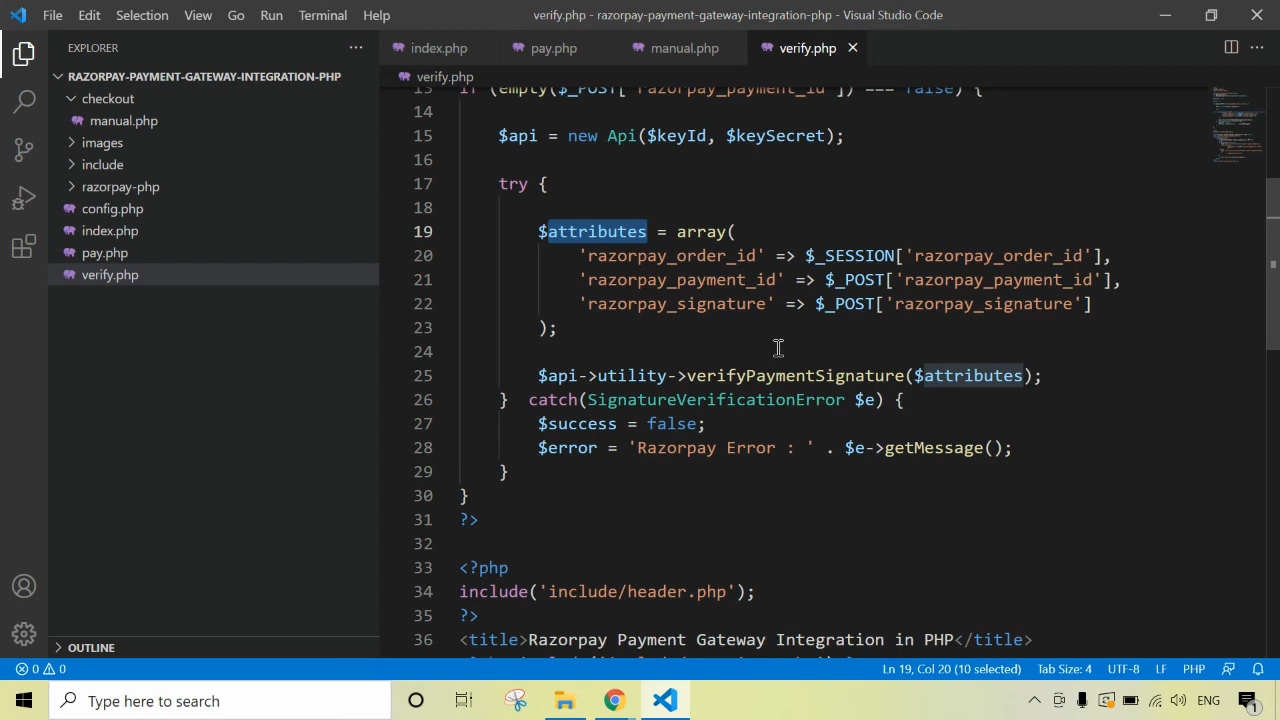 File Edit Selection View Go Run Terminal Help verify.php - razorpay-payment-gateway-integration-php - Visual Studio Code
EXPLORER
index.php pay.php manual.php verify.php
RAZORPAY-PAYMENT-GATEWAY-INTEGRATION-PHP
verify.php
checkout
manual.php
images
include
razorpay-php
config.php
index.php
pay.php
verify.php
13 if (empty($_POST['razorpay_payment_id']) === false) {
14
15 $api = new Api($keyId, $keySecret);
16
17 try {
18
19 $attributes = array(
20 'razorpay_order_id' => $_SESSION['razorpay_order_id'],
21 'razorpay_payment_id' => $_POST['razorpay_payment_id'],
22 'razorpay_signature' => $_POST['razorpay_signature']
23 );
24
25 $api->utility->verifyPaymentSignature($attributes);
26 } catch(SignatureVerificationError $e) {
27 $success = false;
28 $error = 'Razorpay Error : ' . $e->getMessage();
29 }
30 }
31 ?>
32
33 <?php
34 include('include/header.php');
35 ?>
36 <title>Razorpay Payment Gateway Integration in PHP</title>
OUTLINE
0 0 Ln 19, Col 20 (10 selected) Tab Size: 4 UTF-8 LF PHP
Type here to search ENG 1